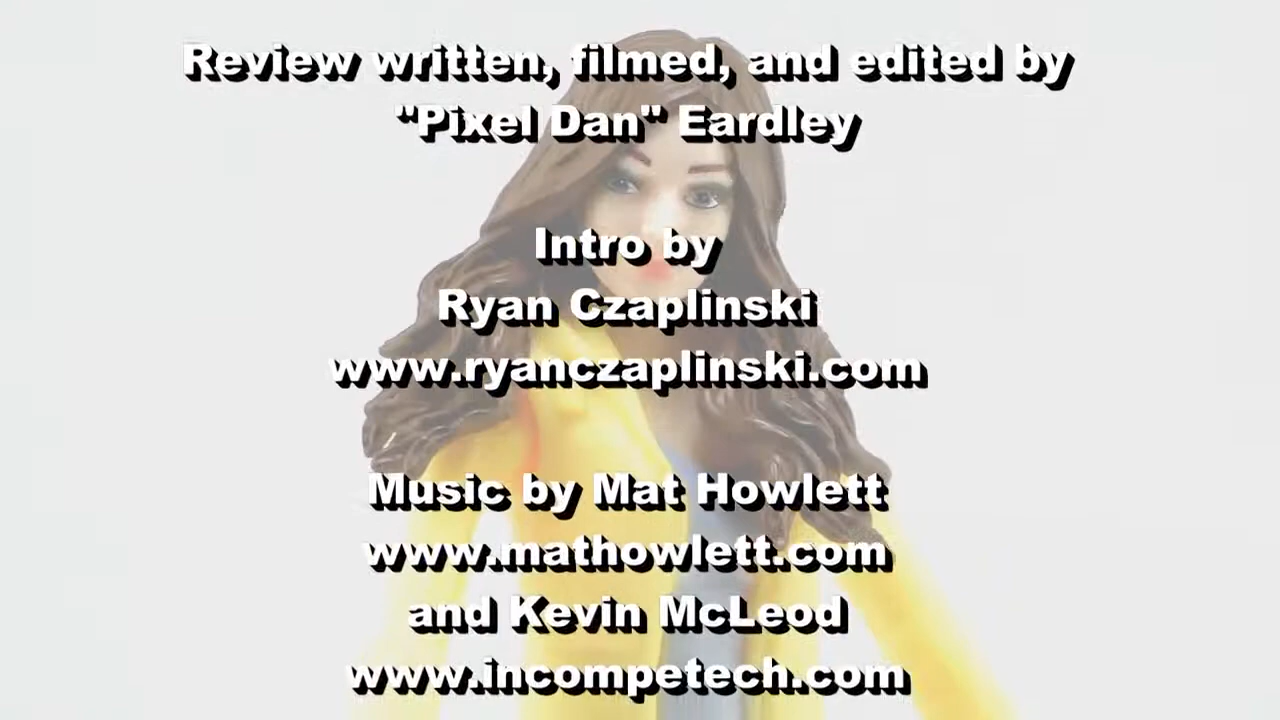 Review written, filmed, and edited by
"Pixel Dan" Eardley
Intro by
Ryan Czaplinski
www.ryanczaplinski.com
Music by Mat Howlett
www.mathowlett.com
and Kevin McLeod
www.incompetech.com